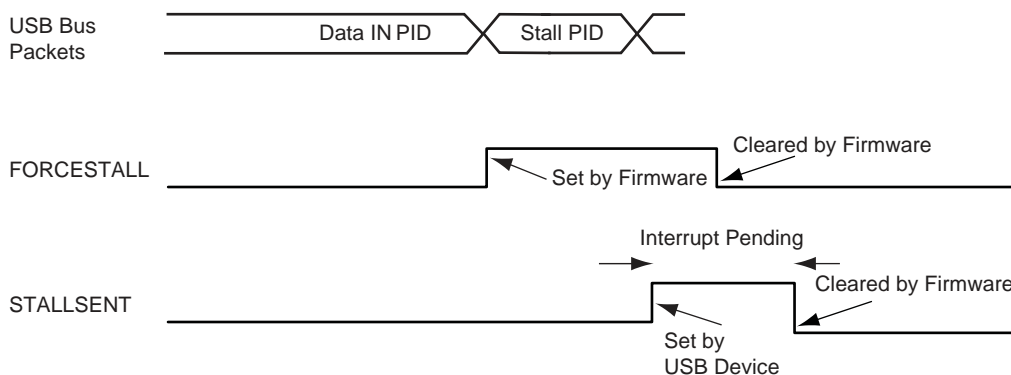 USB Bus
Packets
Data IN PID
Stall PID
FORCESTALL
Set by Firmware
Cleared by Firmware
Interrupt Pending
STALLSENT
Cleared by Firmware
Set by
USB Device